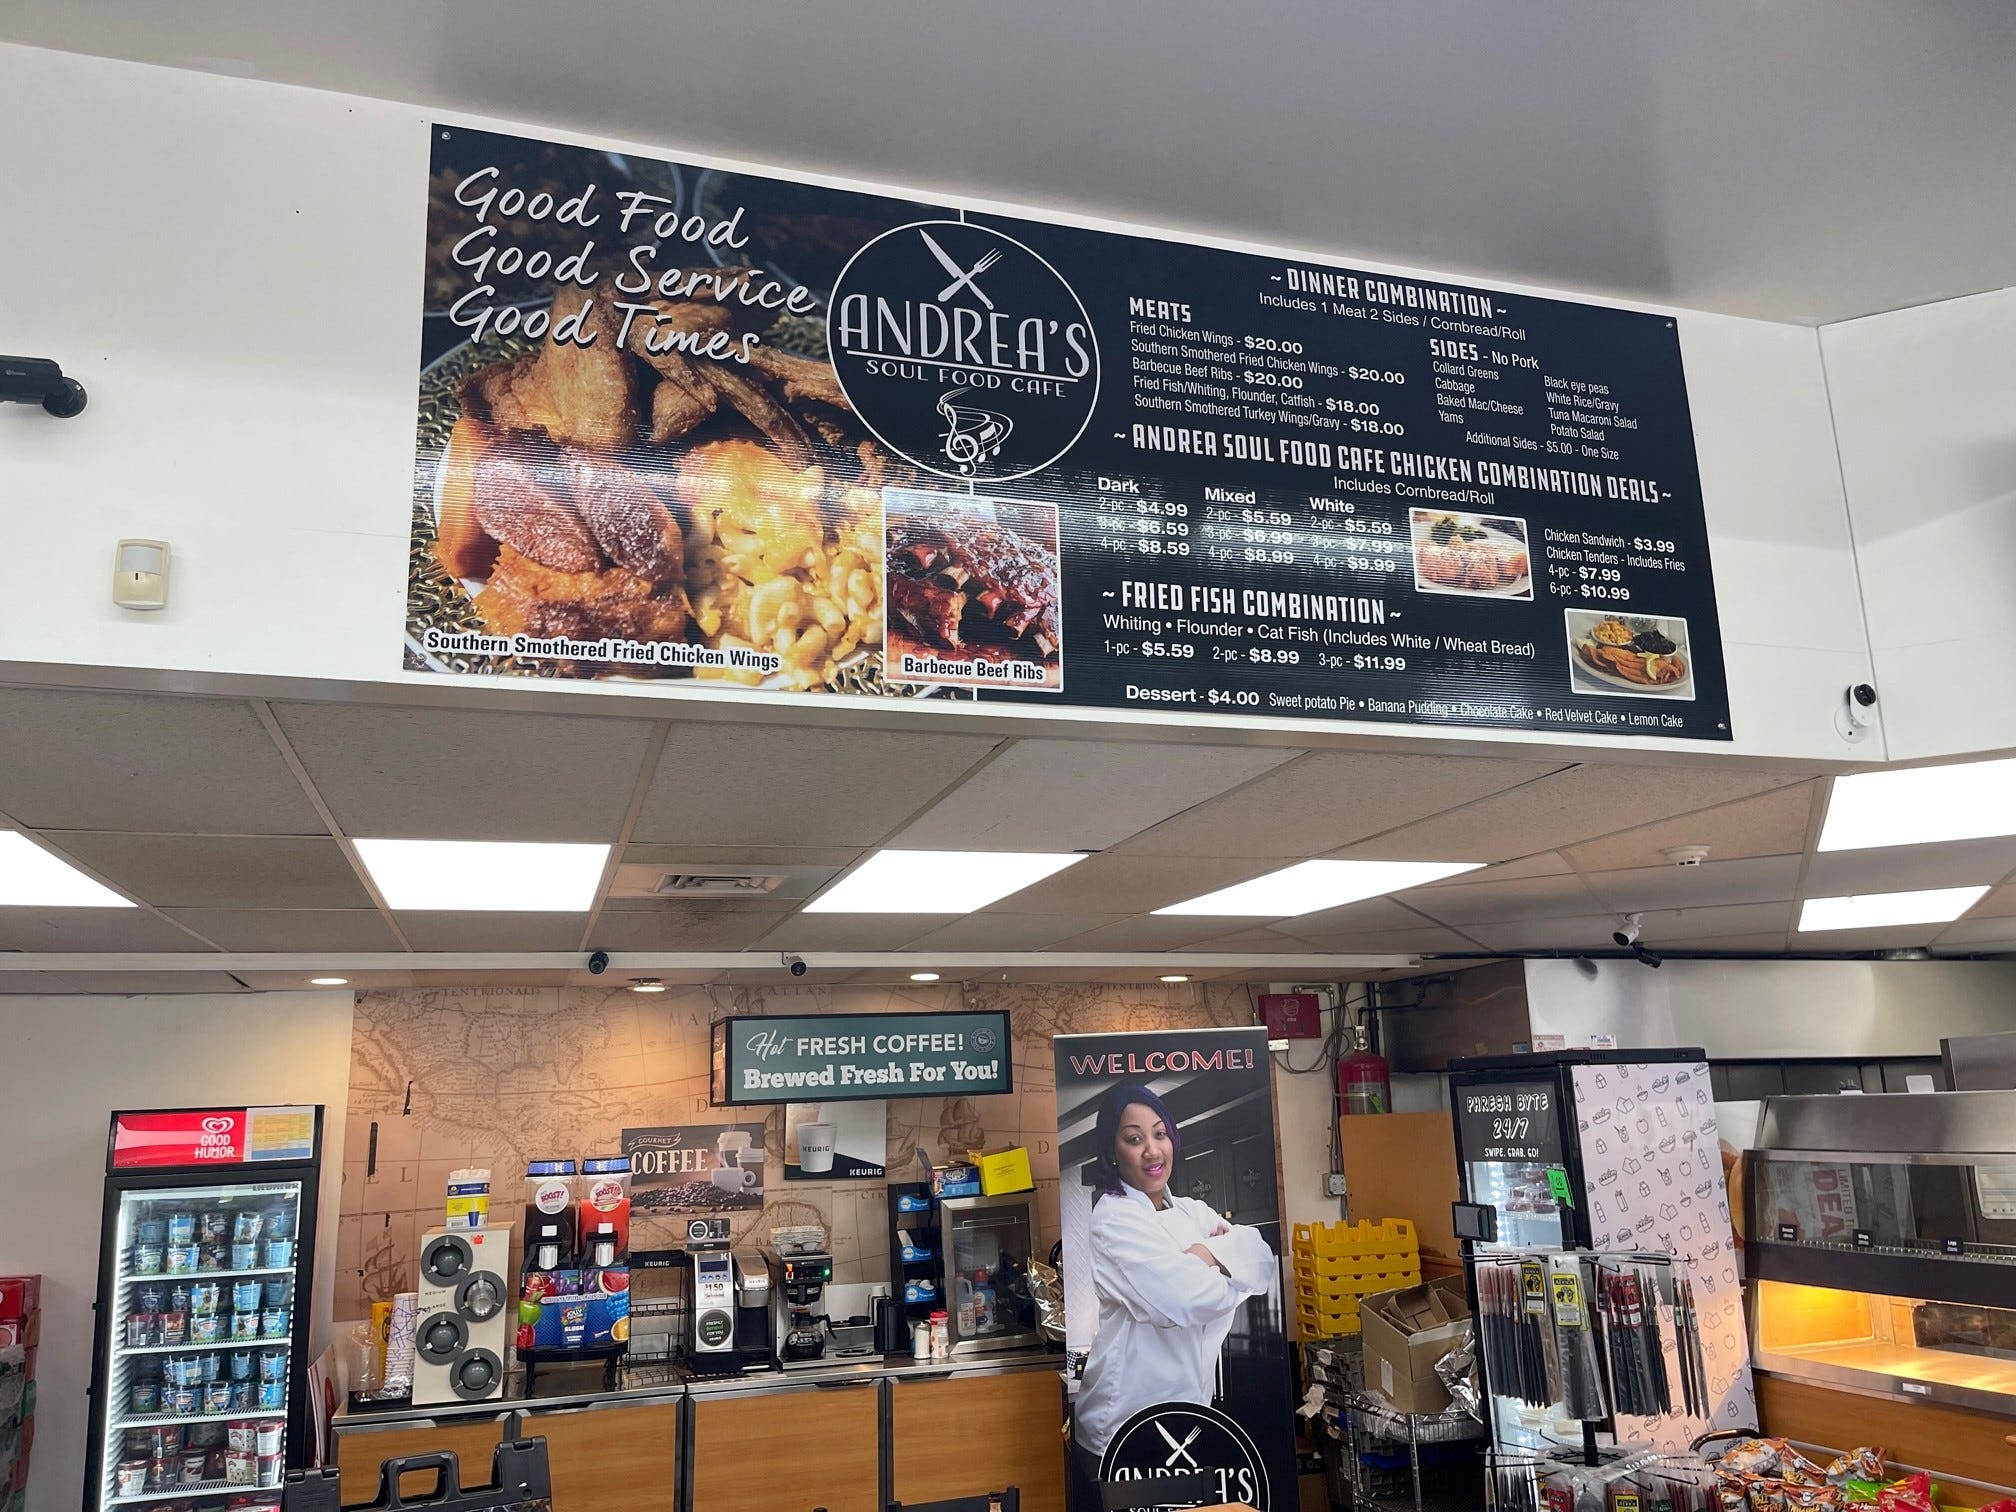 Good Food
Good Service
Good Times
ANDREA'S
SOUL FOOD CAFE
Southern Smothered Fried Chicken Wings
Barbecue Beef Ribs
~ DINNER COMBINATION ~
Includes 1 Meat 2 Sides / Cornbread/Roll
MEATS
Fried Chicken Wings - $20.00
Southern Smothered Fried Chicken Wings - $20.00
Barbecue Beef Ribs - $20.00
Fried Fish/Whiting, Flounder, Catfish - $18.00
Southern Smothered Turkey Wings/Gravy - $18.00
SIDES - No Pork
Collard Greens
Cabbage
Baked Mac/Cheese
Yams
Black eye peas
White Rice/Gravy
Tuna Macaroni Salad
Potato Salad
Additional Sides - $5.00 - One Size
~ ANDREA SOUL FOOD CAFE CHICKEN COMBINATION DEALS ~
Includes Cornbread/Roll
Dark
2-pc - $4.99
3-pc - $6.59
4-pc - $8.59
Mixed
2-pc - $5.59
3-pc - $6.99
4-pc - $8.99
White
2-pc - $5.59
3-pc - $7.99
4-pc - $9.99
Chicken Sandwich - $3.99
Chicken Tenders - Includes Fries
4-pc - $7.99
6-pc - $10.99
~ FRIED FISH COMBINATION ~
Whiting • Flounder • Cat Fish (Includes White / Wheat Bread)
1-pc - $5.59 2-pc - $8.99 3-pc - $11.99
Dessert - $4.00 Sweet potato Pie • Banana Pudding • Chocolate Cake • Red Velvet Cake • Lemon Cake
TENTRIONALIS
Hot FRESH COFFEE!
Brewed Fresh For You!
WELCOME!
GOOD
HUMOR
LIEBHERR
GOURMET
COFFEE
KEURIG
KEURIG
KEURIG
$1.50
MEDIUM
SLUSH
PHRESH BYTE
24/7
SWIPE. GRAB. GO!
ANDREA'S